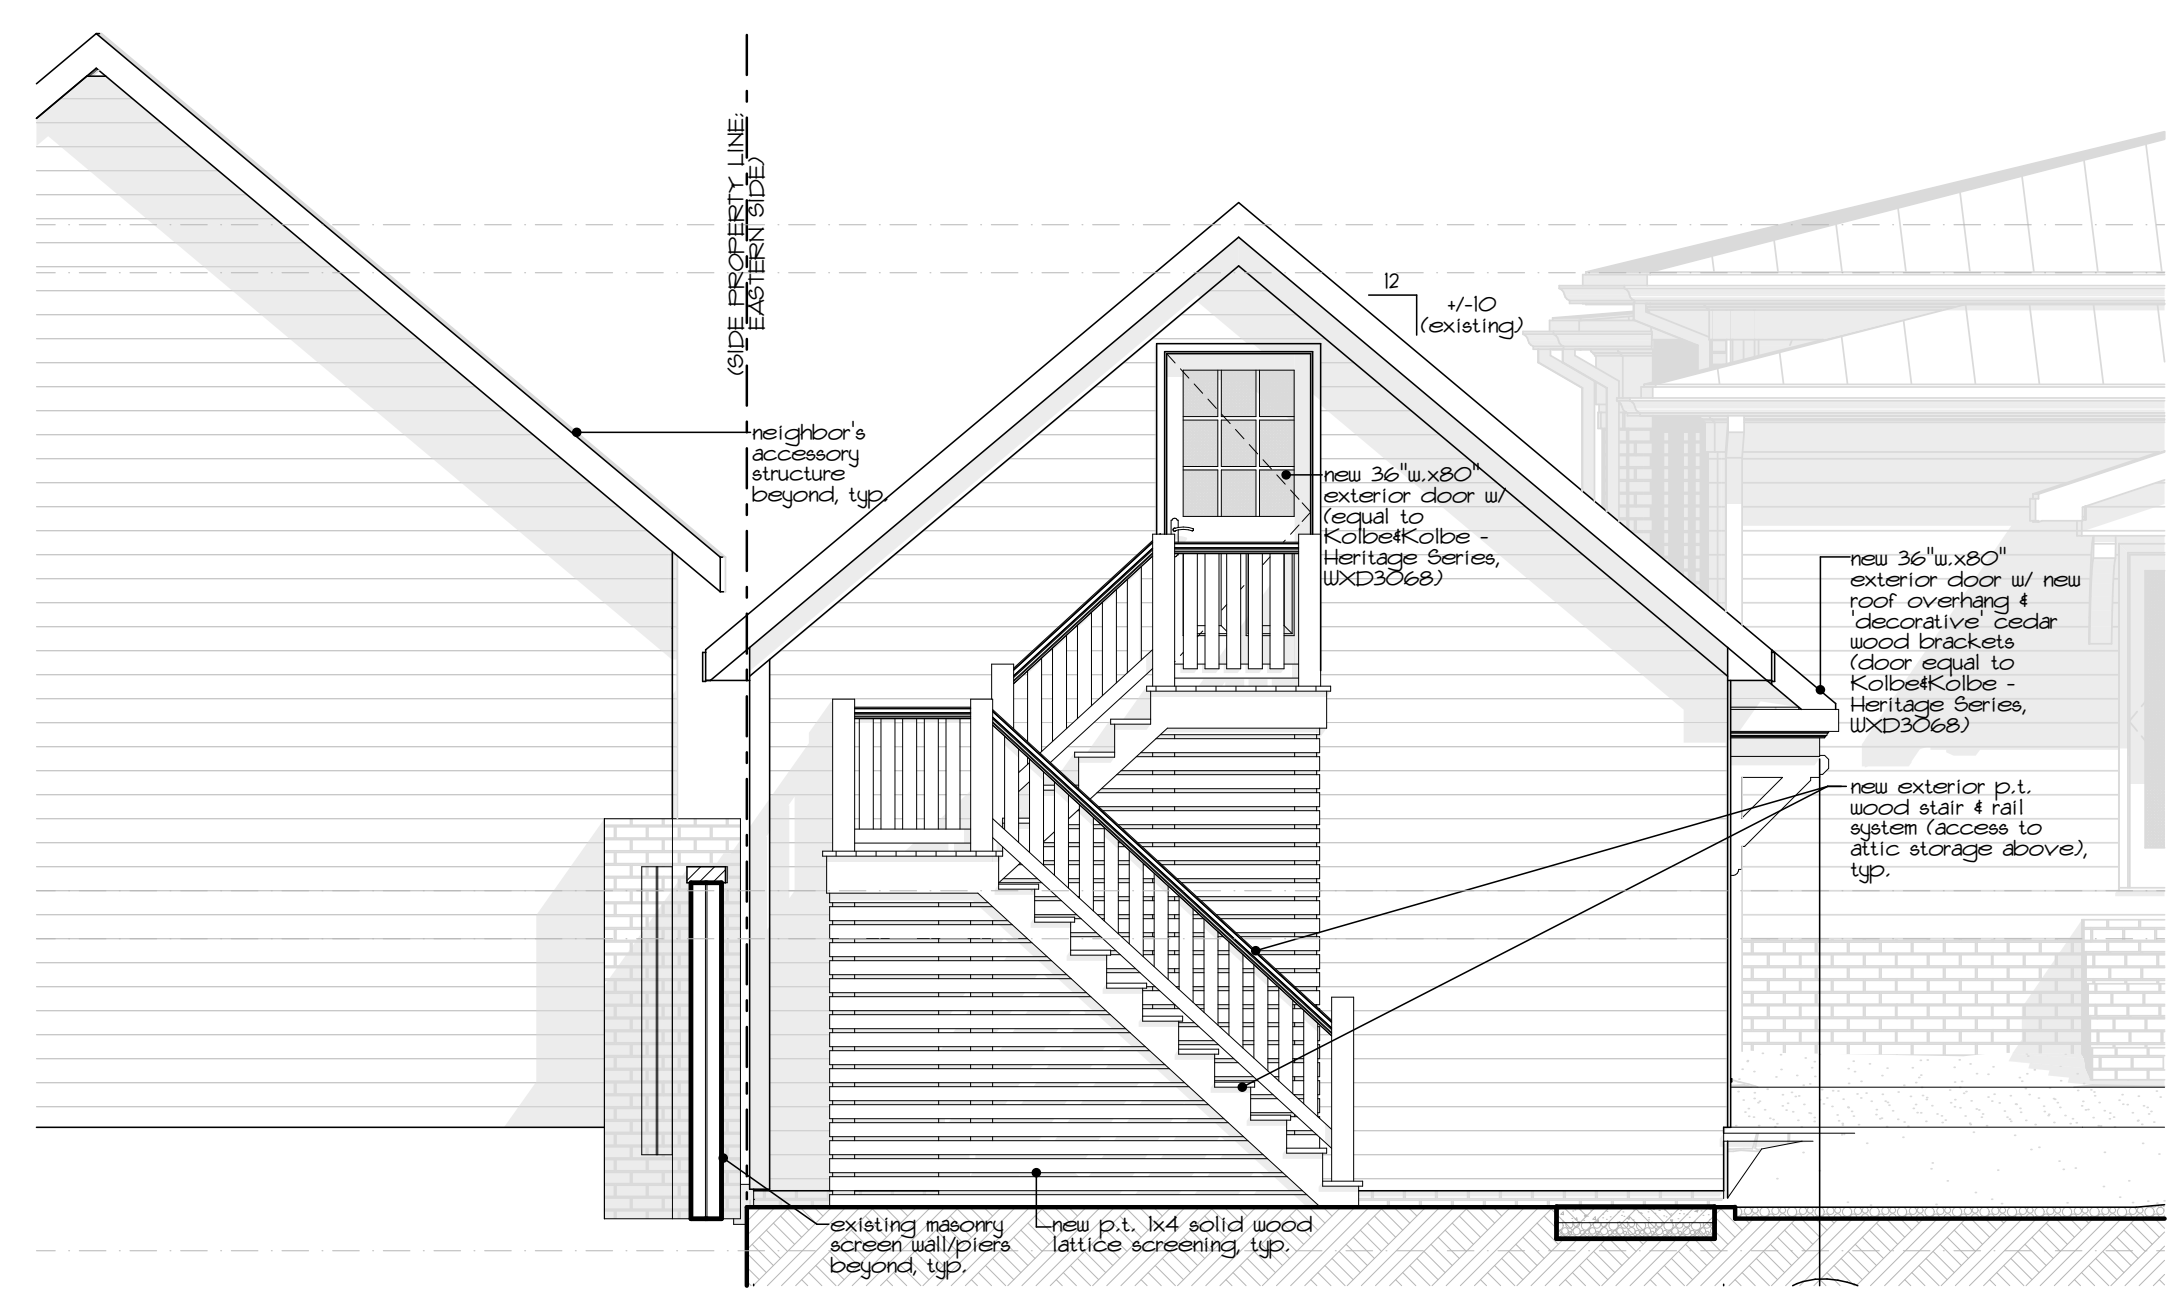 (SIDE PROPERTY LINE;
EASTERN SIDE)
12
+/-10
(existing)
neighbor's
accessory
structure
beyond, typ.
new 36"w.x80"
exterior door w/
(equal to
Kolbe&Kolbe -
Heritage Series,
WXD3068)
new 36"w.x80"
exterior door w/ new
roof overhang &
'decorative' cedar
wood brackets
(door equal to
Kolbe&Kolbe -
Heritage Series,
WXD3068)
new exterior p.t.
wood stair & rail
system (access to
attic storage above),
typ.
existing masonry
screen wall/piers
beyond, typ.
new p.t. 1x4 solid wood
lattice screening, typ.